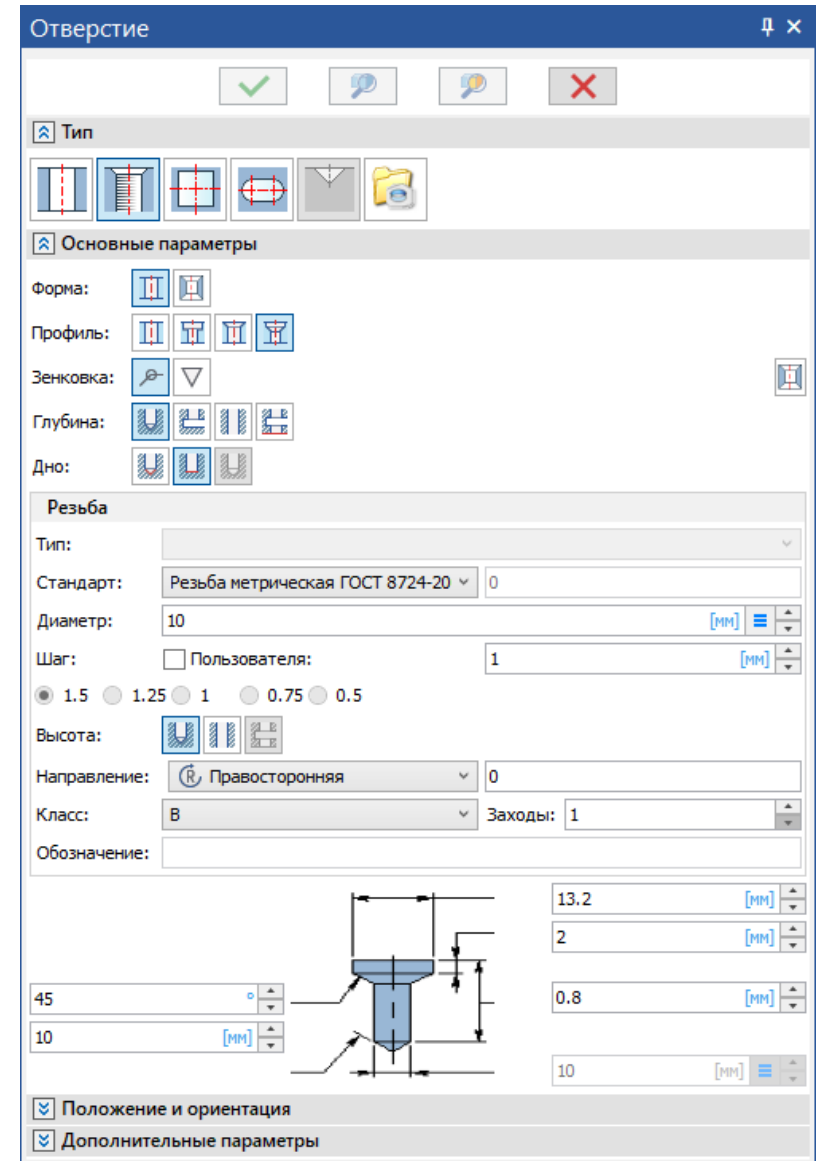 Отверстие
Тип
Основные параметры
Форма:
Профиль:
Зенковка:
Глубина:
Дно:
Резьба
Тип:
Стандарт: Резьба метрическая ГОСТ 8724-20 0
Диаметр: 10 [мм]
Шаг: Пользователя: 1 [мм]
1.5 1.25 1 0.75 0.5
Высота:
Направление: R Правосторонняя 0
Класс: B Заходы: 1
Обозначение:
13.2 [мм]
2 [мм]
45 ° 0.8 [мм]
10 [мм]
10 [мм]
Положение и ориентация
Дополнительные параметры